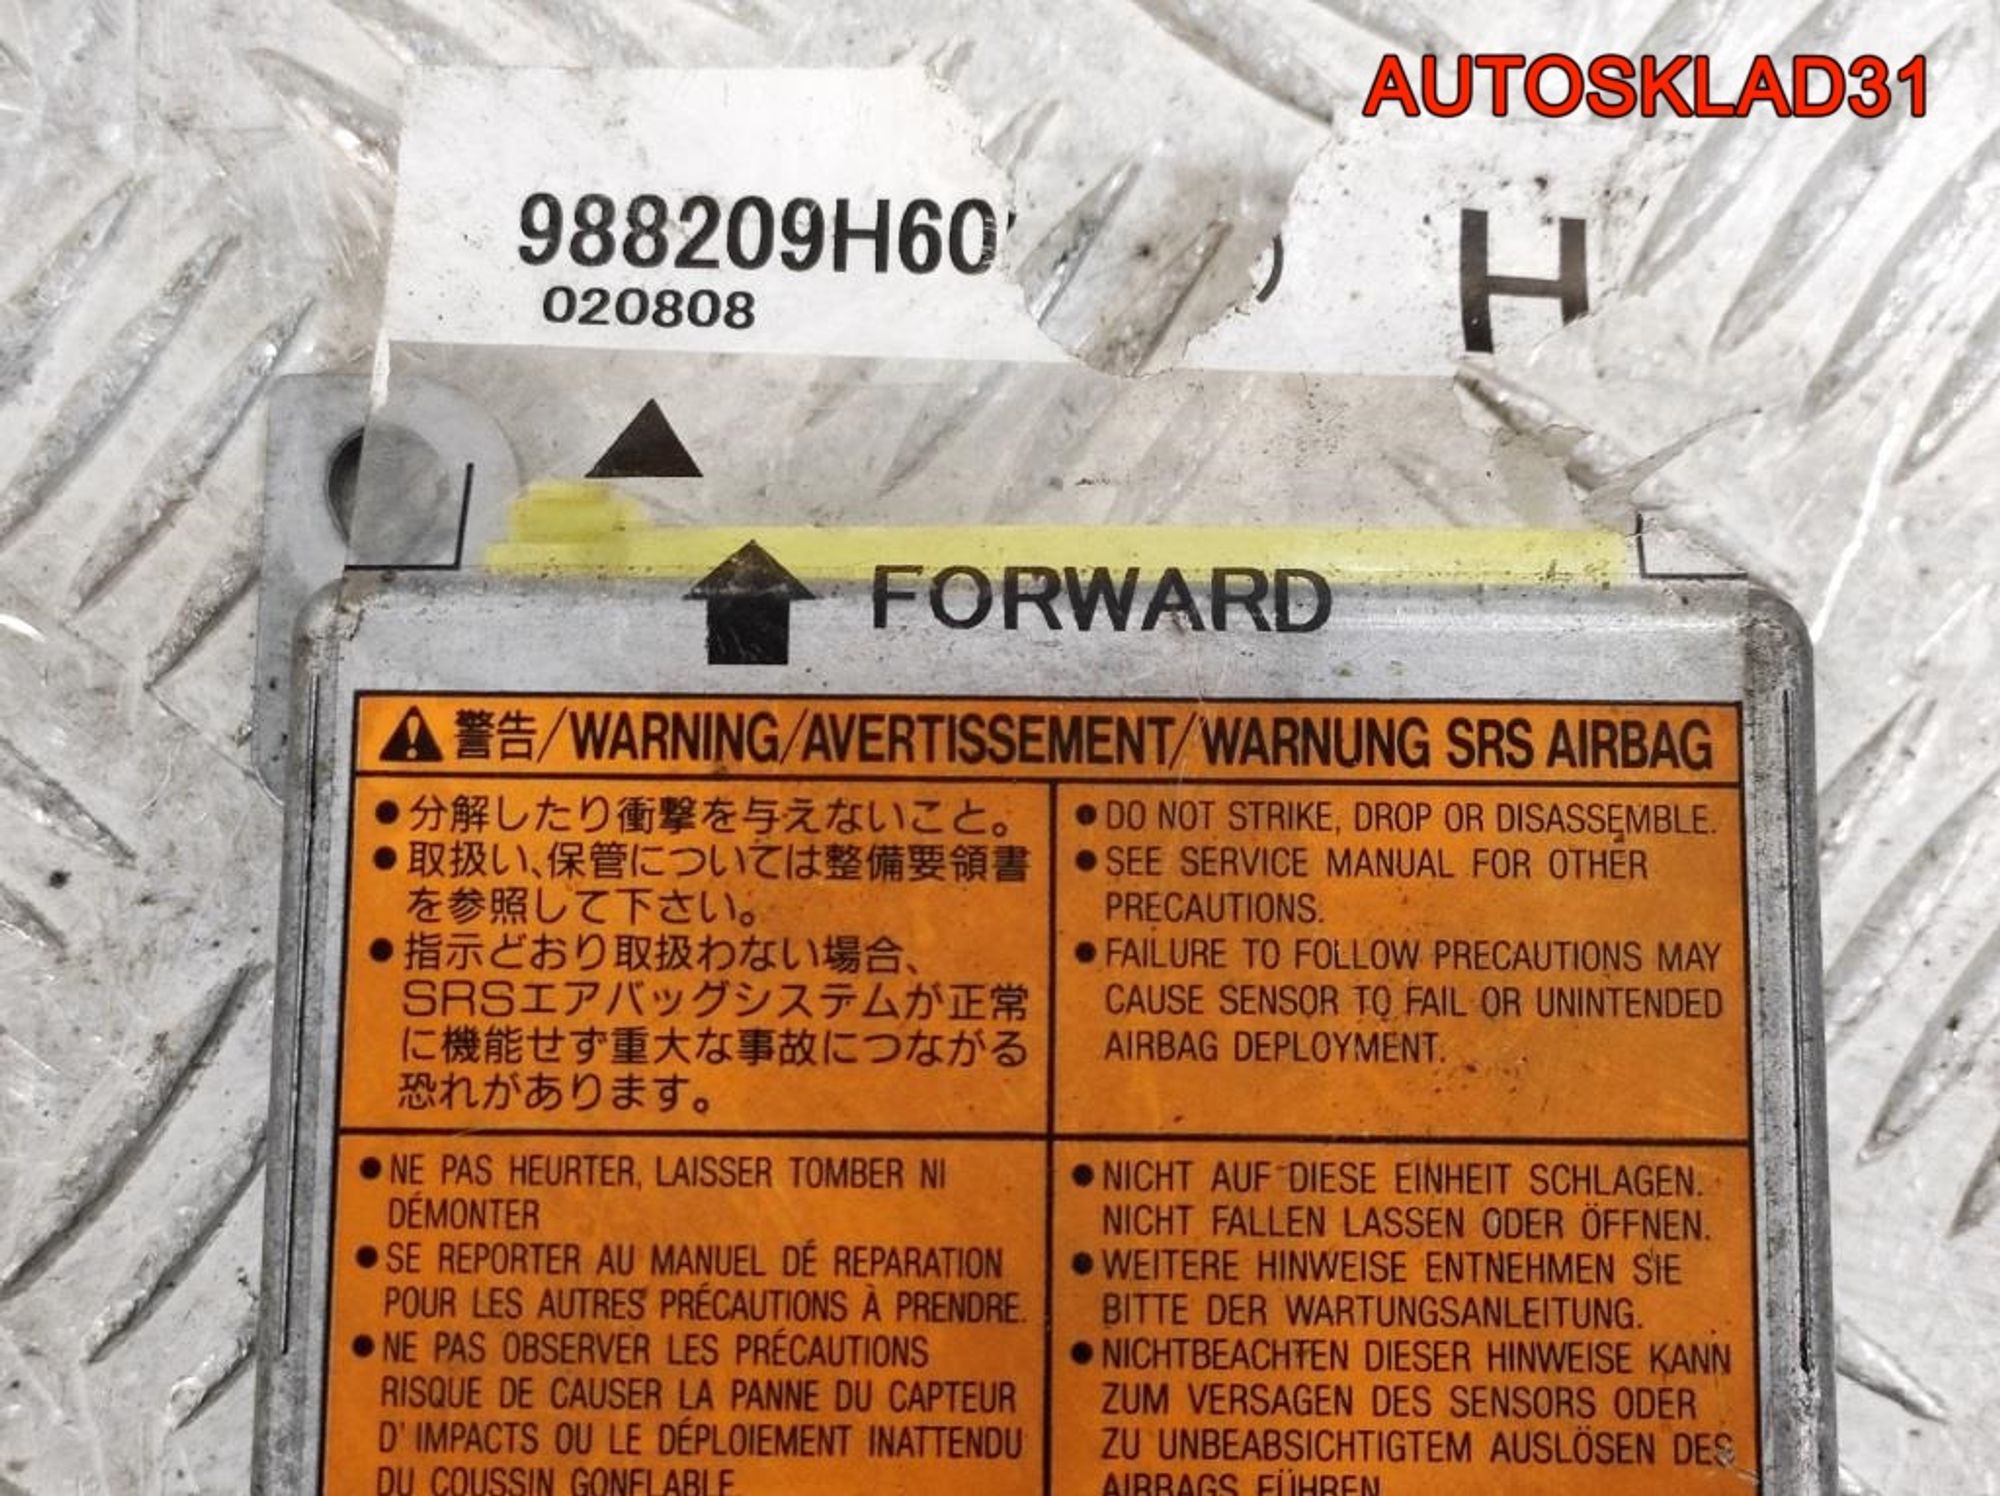 AUTOSKLAD31
988209H60
H
020808
FORWARD
警告/WARNING/AVERTISSEMENT/WARNUNG SRS AIRBAG
●分解したり衝撃を与えないこと。
●取扱い、保管については整備要領書
を参照して下さい。
●指示どおり取扱わない場合、
SRSエアバッグシステムが正常
に機能せず重大な事故につながる
恐れがあります。
●DO NOT STRIKE, DROP OR DISASSEMBLE.
●SEE SERVICE MANUAL FOR OTHER
PRECAUTIONS.
●FAILURE TO FOLLOW PRECAUTIONS MAY
CAUSE SENSOR TO FAIL OR UNINTENDED
AIRBAG DEPLOYMENT.
●NE PAS HEURTER, LAISSER TOMBER NI
DÉMONTER
●SE REPORTER AU MANUEL DÉ REPARATION
POUR LES AUTRES PRÉCAUTIONS À PRENDRE.
●NE PAS OBSERVER LES PRÉCAUTIONS
RISQUE DE CAUSER LA PANNE DU CAPTEUR
D'IMPACTS OU LE DÉPLOIEMENT INATTENDU
DU COUSSIN GONFLABLE
●NICHT AUF DIESE EINHEIT SCHLAGEN.
NICHT FALLEN LASSEN ODER ÖFFNEN.
●WEITERE HINWEISE ENTNEHMEN SIE
BITTE DER WARTUNGSANLEITUNG.
●NICHTBEACHTEN DIESER HINWEISE KANN
ZUM VERSAGEN DES SENSORS ODER
ZU UNBEABSICHTIGTEM AUSLÖSEN DES
AIRBAGS FÜHREN